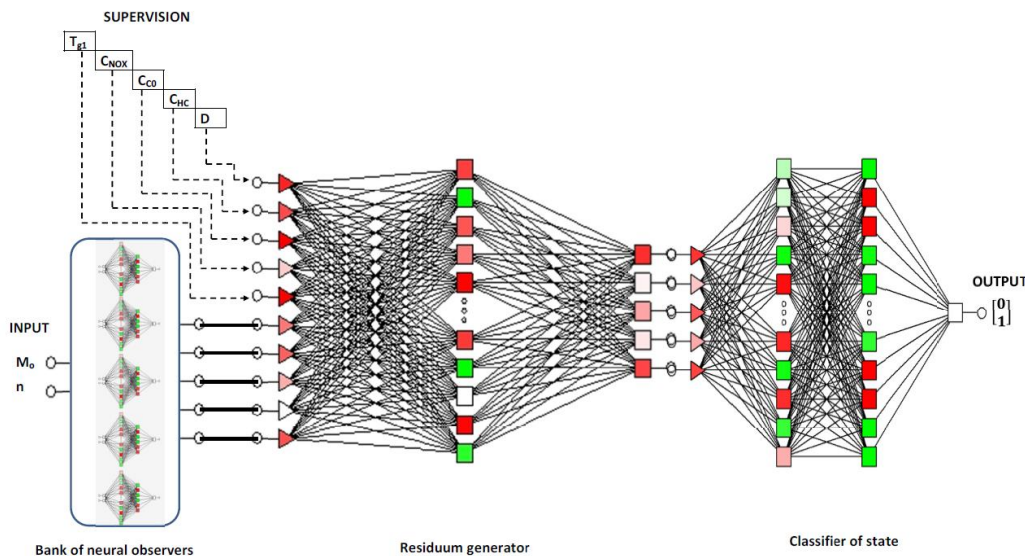 SUPERVISION
Tg1
CNOX
CC0
CHC
D
INPUT
Mo
n
OUTPUT
[0
1]
Bank of neural observers
Residuum generator
Classifier of state